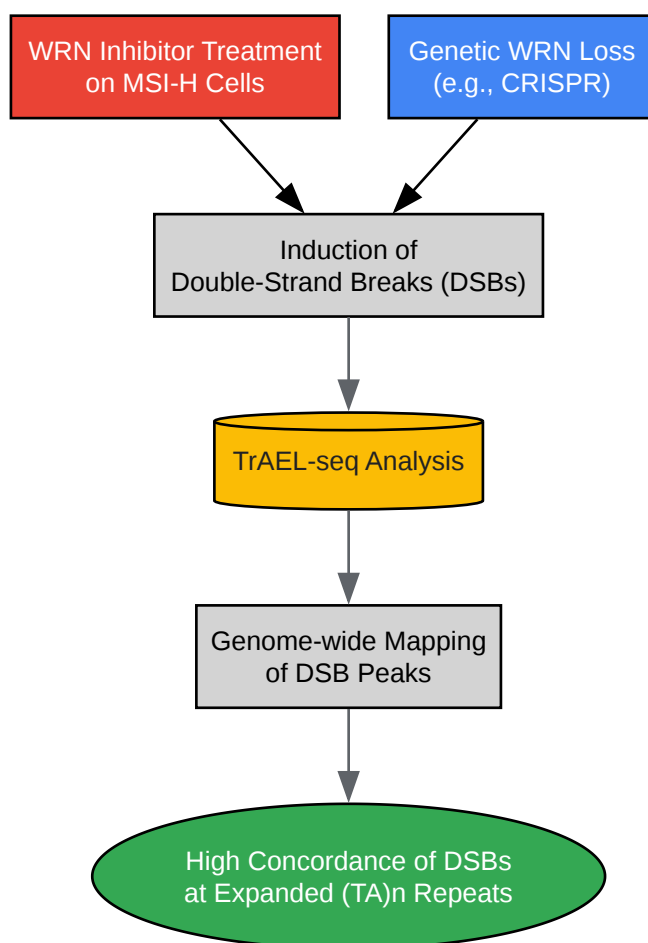 WRN Inhibitor Treatment
on MSI-H Cells
Genetic WRN Loss
(e.g., CRISPR)
Induction of
Double-Strand Breaks (DSBs)
TrAEL-seq Analysis
Genome-wide Mapping
of DSB Peaks
High Concordance of DSBs
at Expanded (TA)n Repeats